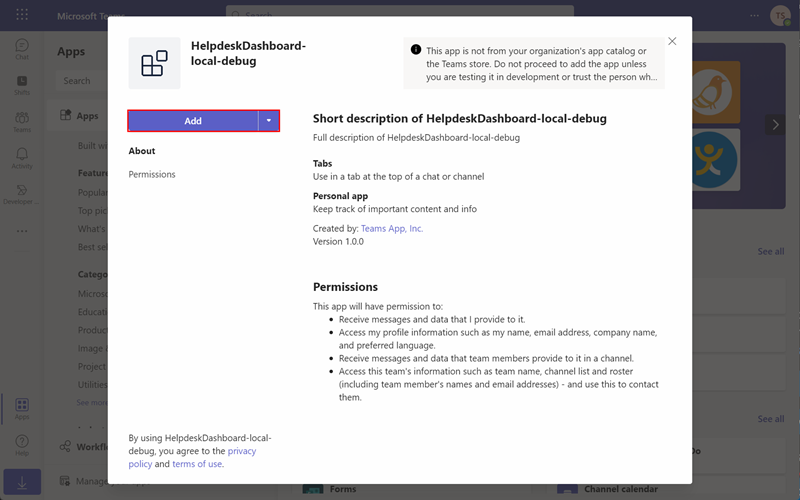 Microsoft Teams
Search
TS
Chat
Shifts
Teams
Activity
Developer ...
Apps
Help
Apps
Search
Apps
Built wi
Feature
Popula
Top pic
What's
Best sel
Catego
Microso
Educati
Produc
Image &
Project
Utilities
See more
Workfl
Manage your apps
HelpdeskDashboard-
local-debug
This app is not from your organization's app catalog or
the Teams store. Do not proceed to add the app unless
you are testing it in development or trust the person wh...
Add
About
Permissions
Short description of HelpdeskDashboard-local-debug
Full description of HelpdeskDashboard-local-debug
Tabs
Use in a tab at the top of a chat or channel
Personal app
Keep track of important content and info
Created by: Teams App, Inc.
Version 1.0.0
Permissions
This app will have permission to:
• Receive messages and data that I provide to it.
• Access my profile information such as my name, email address, company name,
and preferred language.
• Receive messages and data that team members provide to it in a channel.
• Access this team's information such as team name, channel list and roster
(including team member's names and email addresses) - and use this to contact
them.
By using HelpdeskDashboard-local-
debug, you agree to the privacy
policy and terms of use.
See all
See all
Do
Forms
Channel calendar